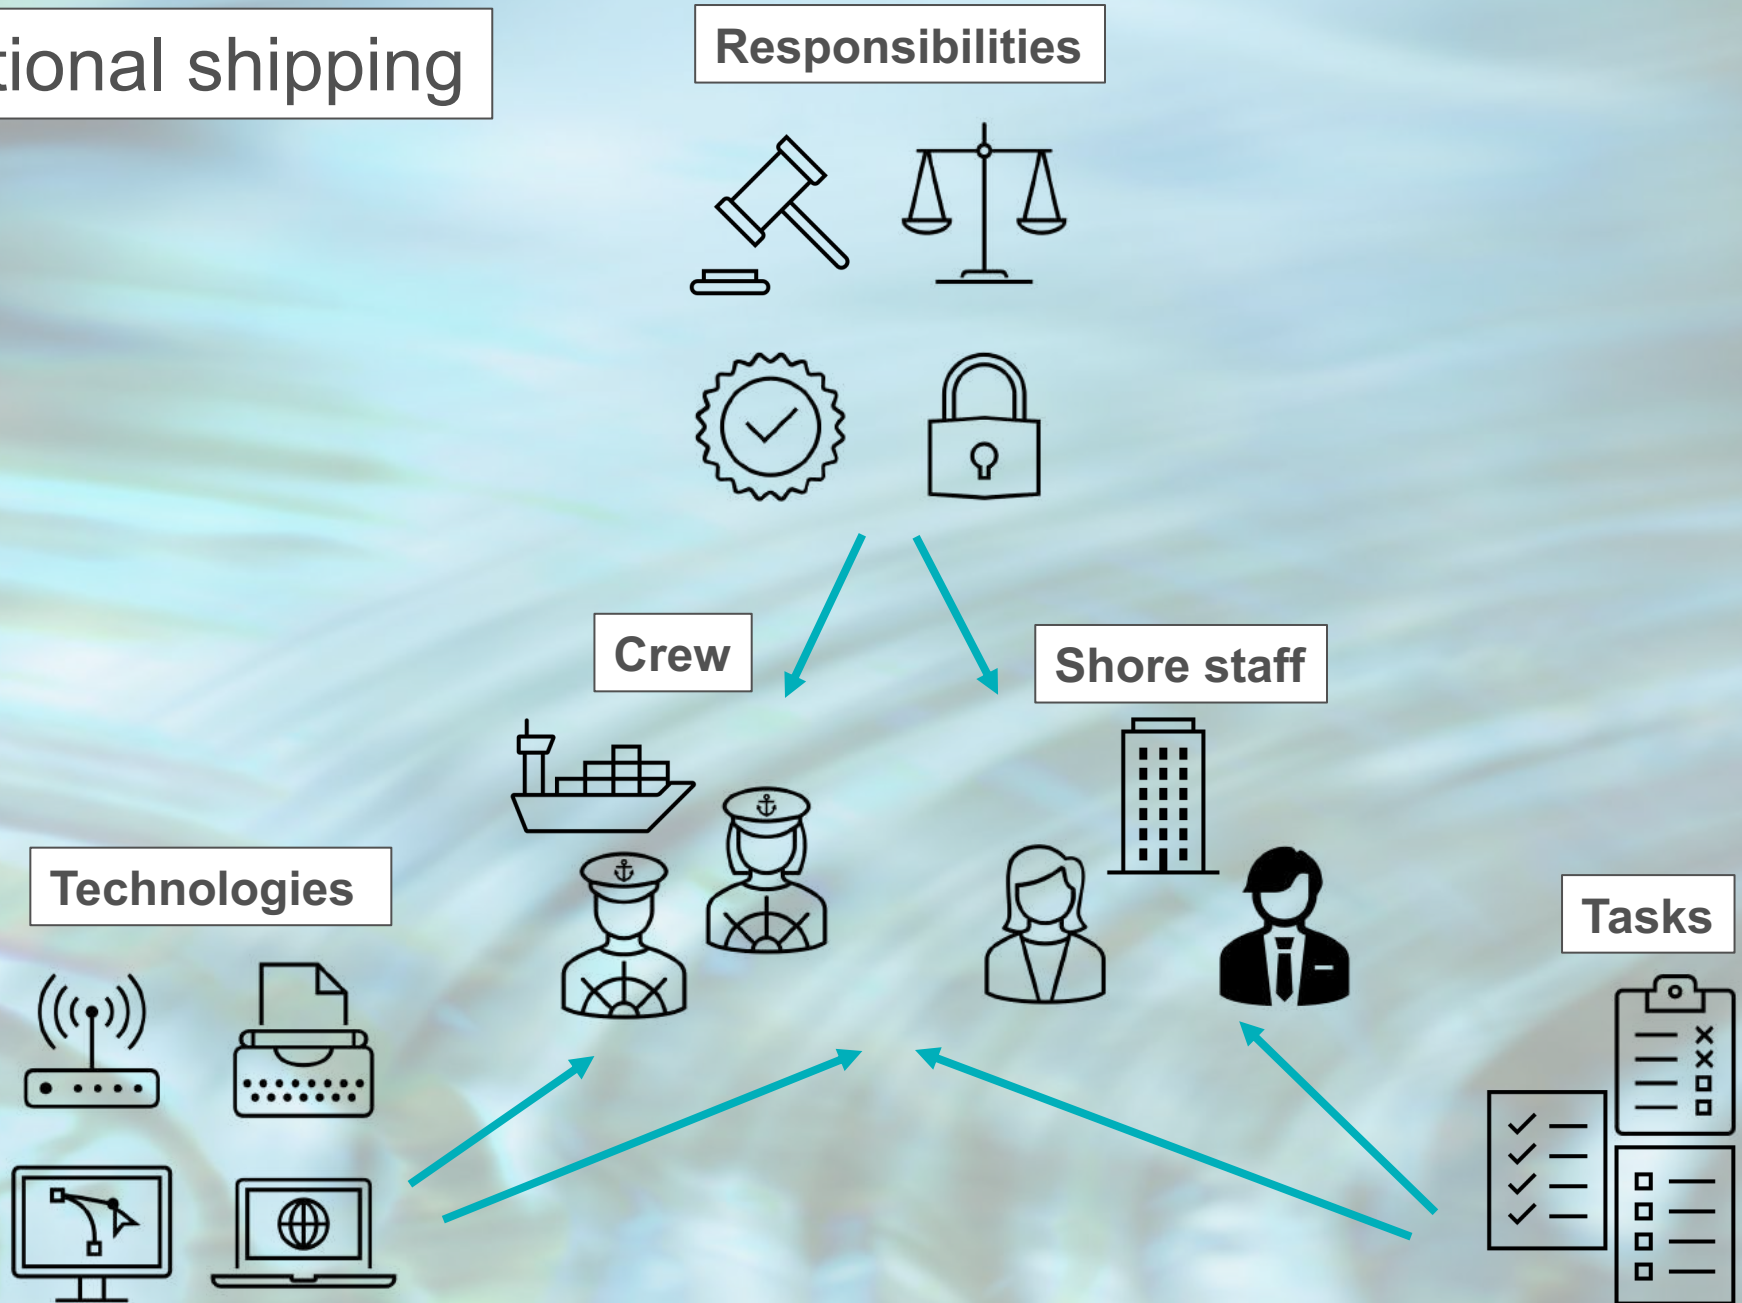 tional shipping
Responsibilities
Crew
Shore staff
Technologies
Tasks